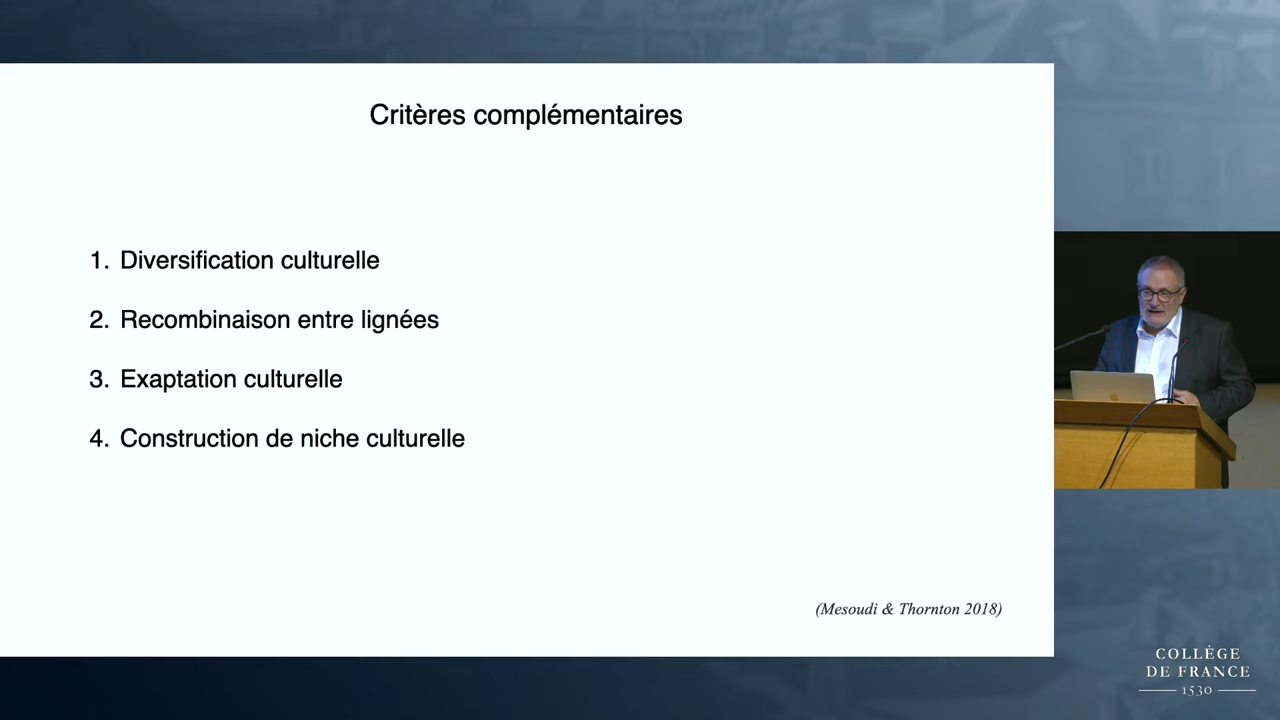 Critères complémentaires
1. Diversification culturelle
2. Recombinaison entre lignées
3. Exaptation culturelle
4. Construction de niche culturelle
(Mesoudi & Thornton 2018)
COLLÈGE
DE FRANCE
1530